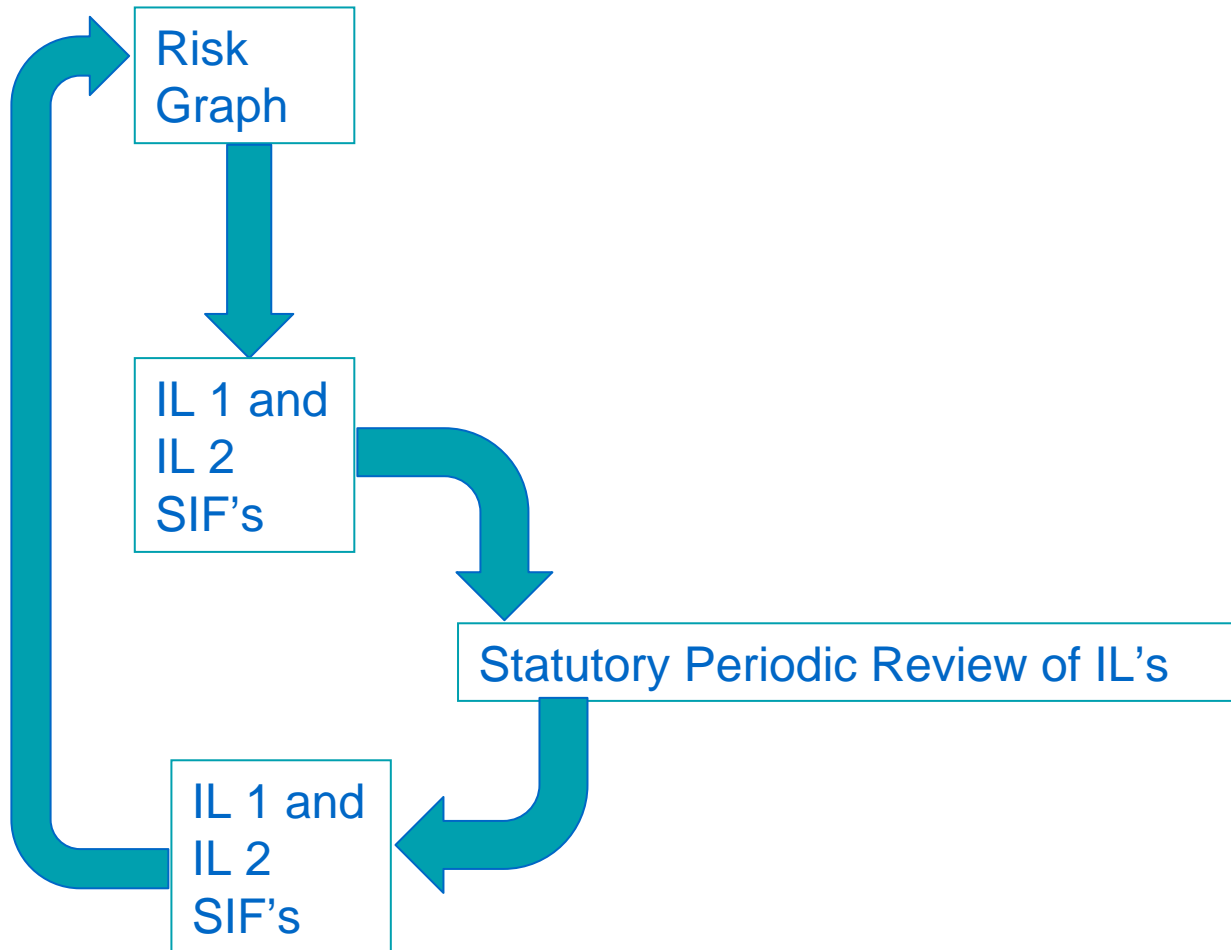 Risk
Graph
IL 1 and
IL 2
SIF’s
Statutory Periodic Review of IL’s
IL 1 and
IL 2
SIF’s